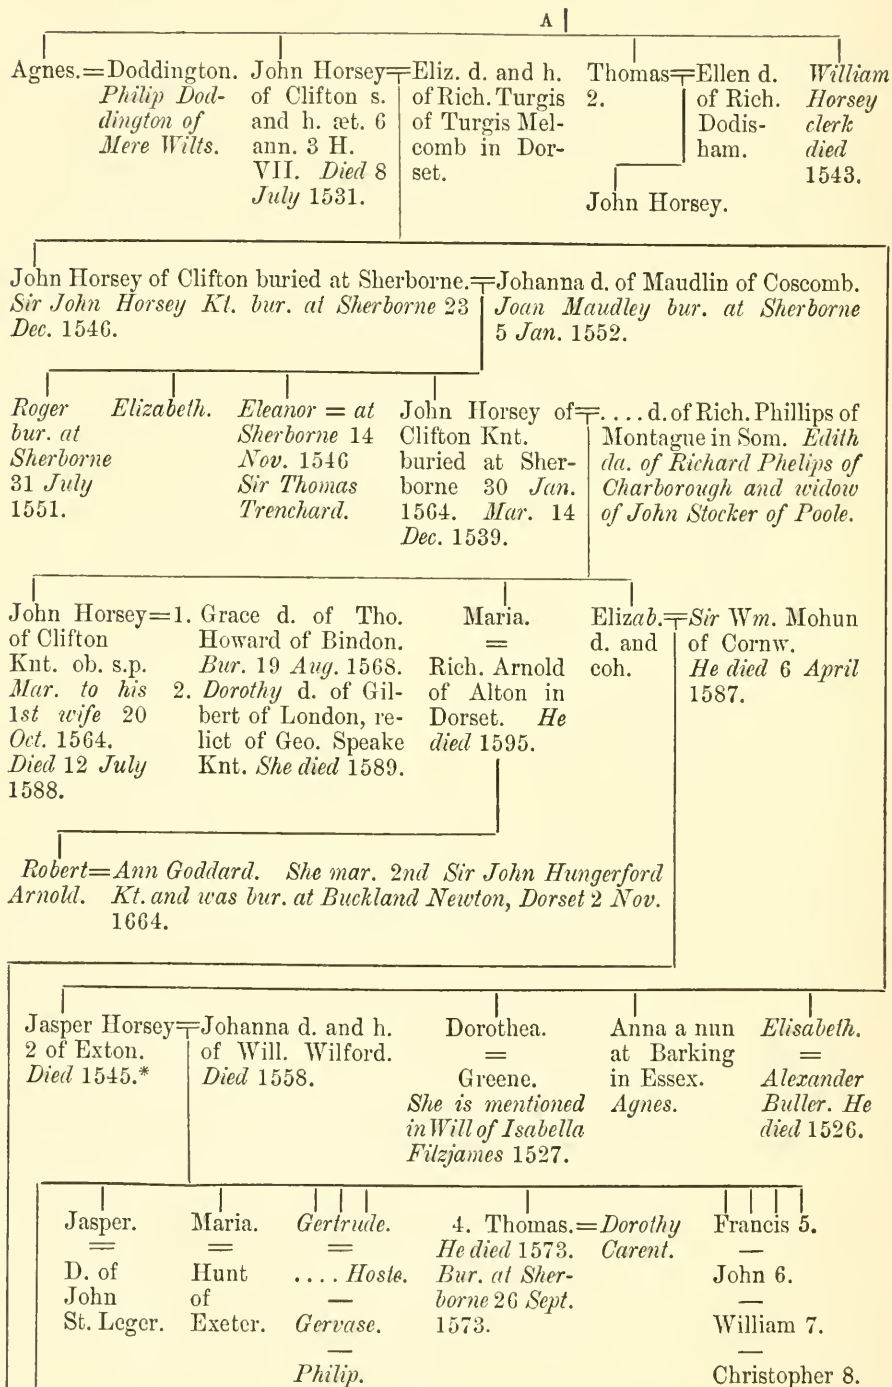 A
Agnes.=Doddington.
Philip Dod-
dington of
Mere Wilts.
John Horsey=
of Clifton s.
and h. æt. 6
ann. 3 H.
VII. Died 8
July 1531.
Eliz. d. and h.
of Rich. Turgis
of Turgis Mel-
comb in Dor-
set.
Thomas=
2.
Ellen d.
of Rich.
Dodis-
ham.
William
Horsey
clerk
died
1543.
John Horsey.
John Horsey of Clifton buried at Sherborne.=
Sir John Horsey Kt. bur. at Sherborne 23
Dec. 1546.
Johanna d. of Maudlin of Coscomb.
Joan Maudley bur. at Sherborne
5 Jan. 1552.
Roger
bur. at
Sherborne
31 July
1551.
Elizabeth.
Eleanor = at
Sherborne 14
Nov. 1546
Sir Thomas
Trenchard.
John Horsey of=
Clifton Knt.
buried at Sher-
borne 30 Jan.
1564. Mar. 14
Dec. 1539.
.... d. of Rich. Phillips of
Montague in Som. Edith
da. of Richard Phelips of
Charborough and widow
of John Stocker of Poole.
John Horsey=
of Clifton
Knt. ob. s.p.
Mar. to his
1st wife 20
Oct. 1564.
Died 12 July
1588.
1. Grace d. of Tho.
Howard of Bindon.
Bur. 19 Aug. 1568.
2. Dorothy d. of Gil-
bert of London, re-
lict of Geo. Speake
Knt. She died 1589.
Maria.
=
Rich. Arnold
of Alton in
Dorset. He
died 1595.
Elizab.=
d. and
coh.
Sir Wm. Mohun
of Cornw.
He died 6 April
1587.
Robert=
Arnold.
Ann Goddard. She mar. 2nd Sir John Hungerford
Kt. and was bur. at Buckland Newton, Dorset 2 Nov.
1664.
Jasper Horsey=
2 of Exton.
Died 1545.*
Johanna d. and h.
of Will. Wilford.
Died 1558.
Dorothea.
=
Greene.
She is mentioned
in Will of Isabella
Filzjames 1527.
Anna a nun
at Barking
in Essex.
Agnes.
Elisabeth.
=
Alexander
Buller. He
died 1526.
Jasper.
=
D. of
John
St. Leger.
Maria.
=
Hunt
of
Exeter.
Gertrude.
=
.... Hoste.
—
Gervase.
—
Philip.
4. Thomas.=
He died 1573.
Bur. at Sher-
borne 26 Sept.
1573.
Dorothy
Carent.
Francis 5.
—
John 6.
—
William 7.
—
Christopher 8.